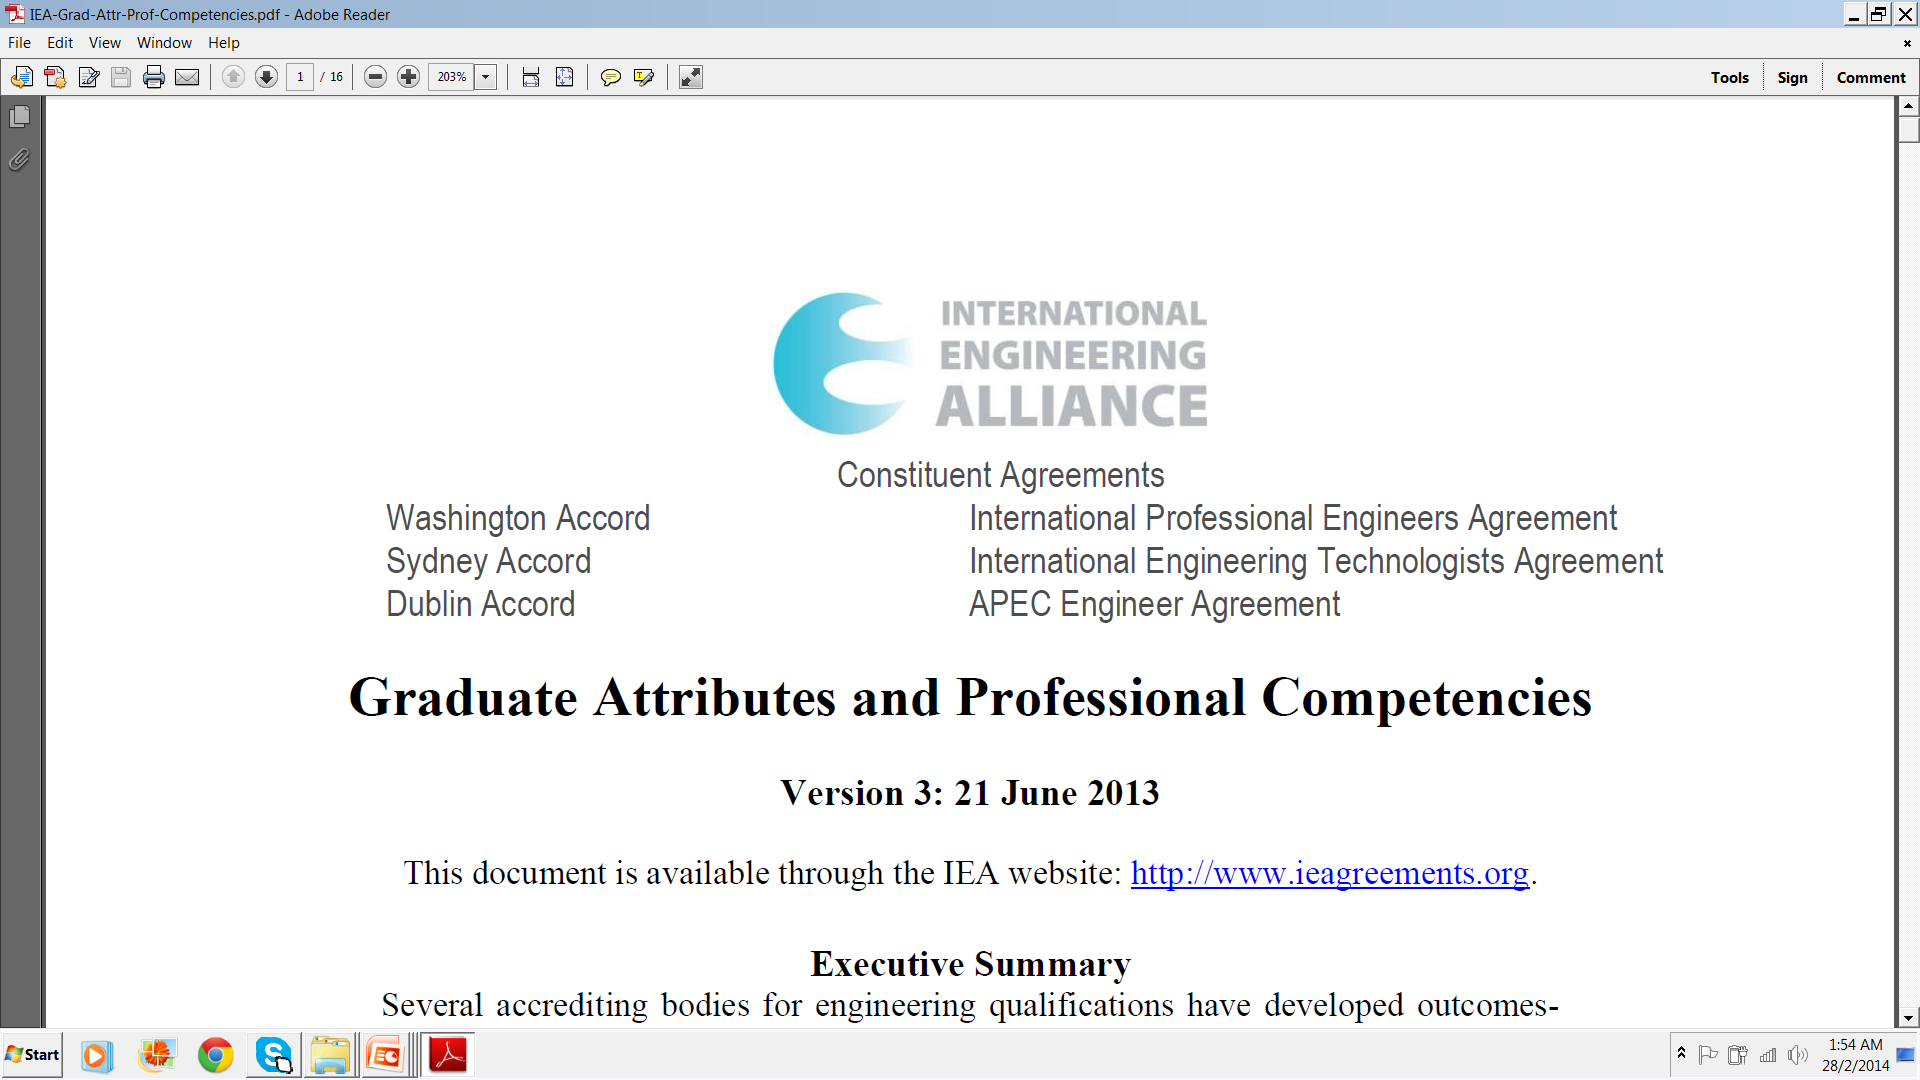 IEA-Grad-Attr-Prof-Competencies.pdf - Adobe Reader
File Edit View Window Help
1 / 16 203% Tools Sign Comment
INTERNATIONAL
ENGINEERING
ALLIANCE
Constituent Agreements
Washington Accord International Professional Engineers Agreement
Sydney Accord International Engineering Technologists Agreement
Dublin Accord APEC Engineer Agreement
Graduate Attributes and Professional Competencies
Version 3: 21 June 2013
This document is available through the IEA website: http://www.ieagreements.org.
Executive Summary
Several accrediting bodies for engineering qualifications have developed outcomes-
Start
1:54 AM
28/2/2014